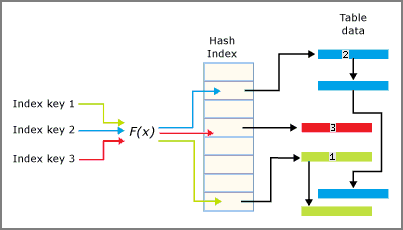 Table
data
Hash
Index
2
Index key 1
Index key 2
F(x)
3
Index key 3
1